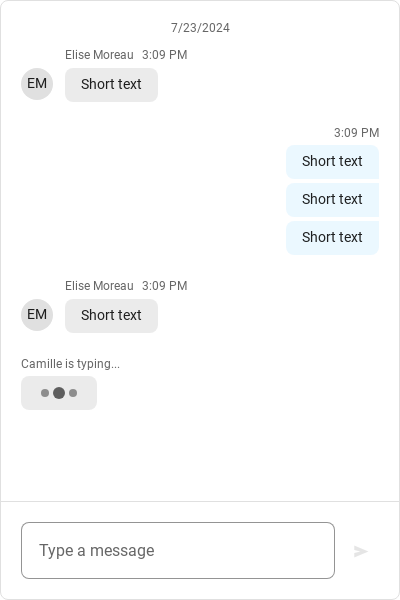 7/23/2024
Elise Moreau 3:09 PM
EM Short text
3:09 PM
Short text
Short text
Short text
Elise Moreau 3:09 PM
EM Short text
Camille is typing...
Type a message